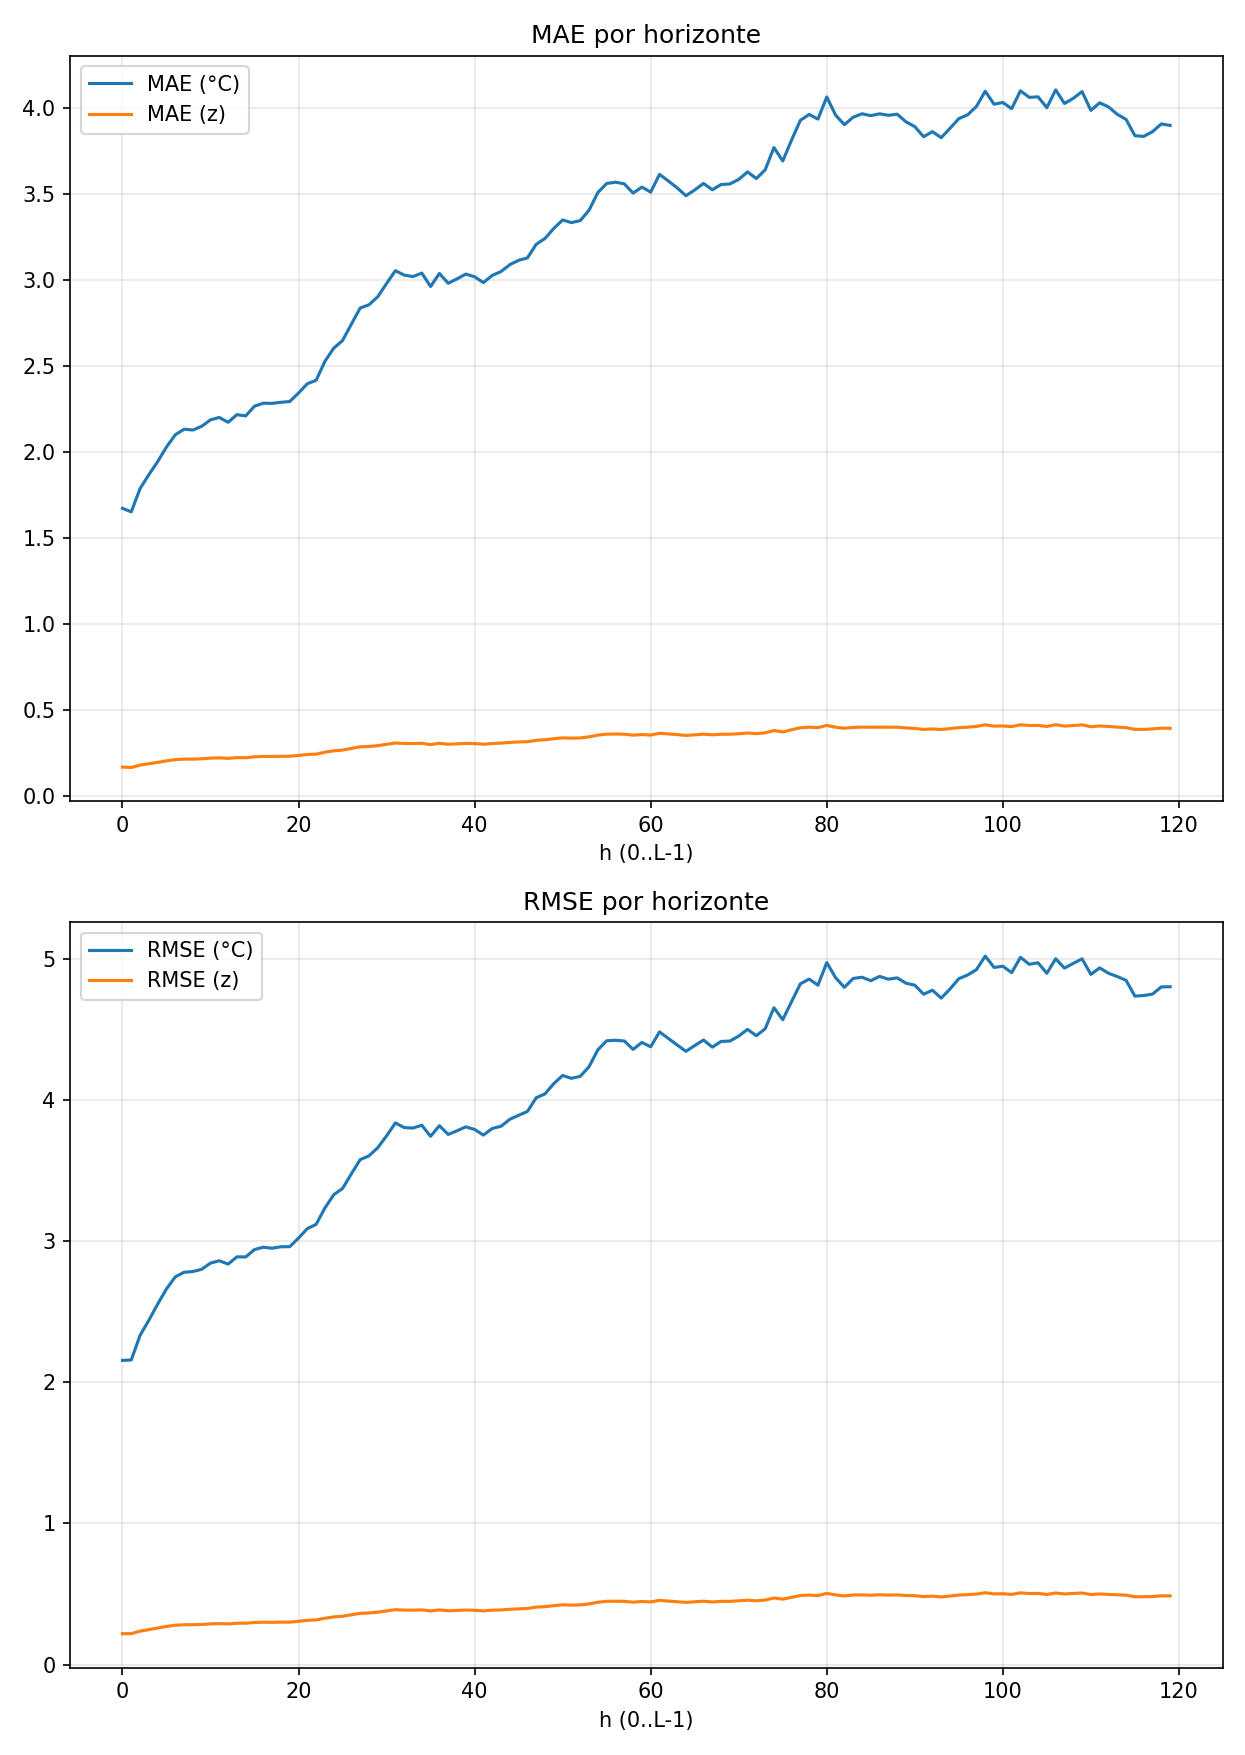 MAE por horizonte
MAE (°C)
MAE (z)
4.0
3.5
3.0
2.5
2.0
1.5
1.0
0.5
0.0
0 20 40 60 80 100 120
h (0..L-1)
RMSE por horizonte
RMSE (°C)
RMSE (z)
5
4
3
2
1
0
0 20 40 60 80 100 120
h (0..L-1)